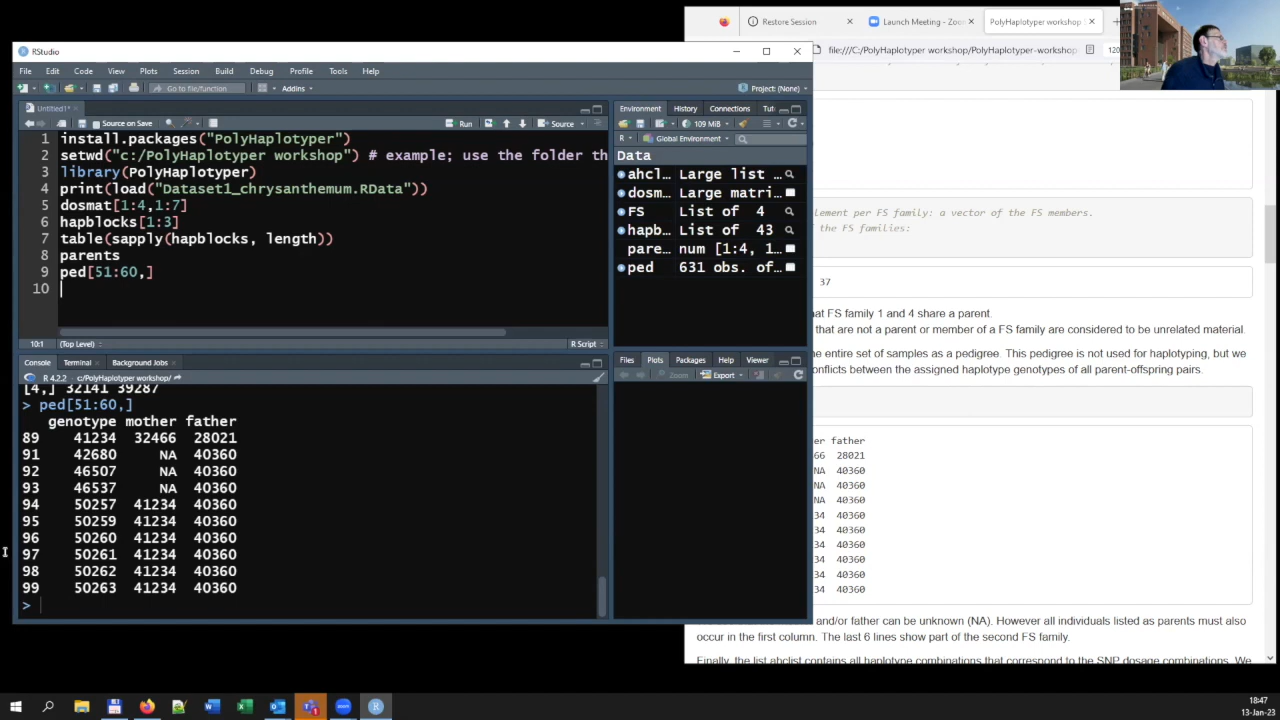 RStudio
File Edit Code View Plots Session Build Debug Profile Tools Help
Go to file/function
Addins
Project: (None)
Untitled1*
Source on Save
Run
Source
1 install.packages("PolyHaplotyper")
2 setwd("c:/PolyHaplotyper workshop") # example; use the folder th
3 library(PolyHaplotyper)
4 print(load("Dataset1_chrysanthemum.RData"))
5 dosmat[1:4,1:7]
6 hapblocks[1:3]
7 table(sapply(hapblocks, length))
8 parents
9 ped[51:60,]
10
10:1 (Top Level) R Script
Console Terminal Background Jobs
R 4.2.2 c:/PolyHaplotyper workshop/
[4,] 32141 39287
> ped[51:60,]
genotype mother father
89 41234 32466 28021
91 42680 NA 40360
92 46507 NA 40360
93 46537 NA 40360
94 50257 41234 40360
95 50259 41234 40360
96 50260 41234 40360
97 50261 41234 40360
98 50262 41234 40360
99 50263 41234 40360
>
Environment History Connections Tut
109 MiB
R Global Environment
Data
ahcl… Large list …
dosm… Large matri…
FS List of 4
hapb… List of 43
pare… num [1:4, 1…
ped 631 obs. of…
Files Plots Packages Help Viewer
Zoom Export
Restore Session
Launch Meeting - Zoo
PolyHaplotyper workshop
file:///C:/PolyHaplotyper workshop/PolyHaplotyper-workshop
120
lement per FS family: a vector of the FS members.
f the FS families:
37
hat FS family 1 and 4 share a parent.
that are not a parent or member of a FS family are considered to be unrelated material.
he entire set of samples as a pedigree. This pedigree is not used for haplotyping, but we
onflicts between the assigned haplotype genotypes of all parent-offspring pairs.
er father
66 28021
NA 40360
NA 40360
NA 40360
34 40360
34 40360
34 40360
34 40360
34 40360
34 40360
and/or father can be unknown (NA). However all individuals listed as parents must also
occur in the first column. The last 6 lines show part of the second FS family.
Finally, the list ahclist contains all haplotype combinations that correspond to the SNP dosage combinations. We
18:47
13-Jan-23